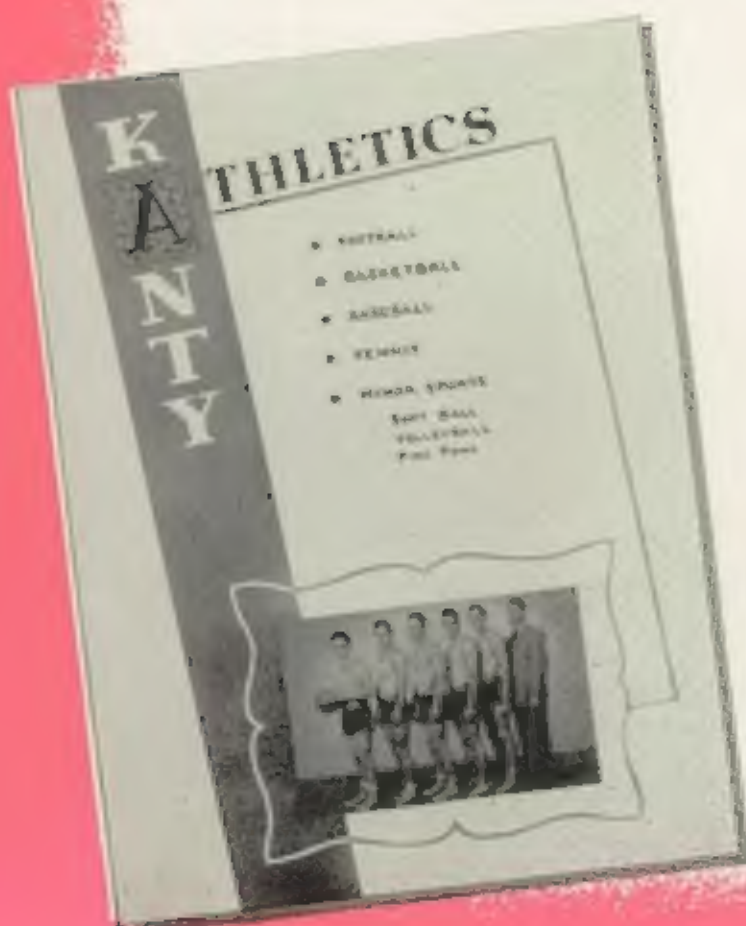 KANTY
ATHLETICS
FOOTBALL
BASKETBALL
BASEBALL
TENNIS
MINOR SPORTS
SOFT BALL
VOLLEYBALL
PING PONG